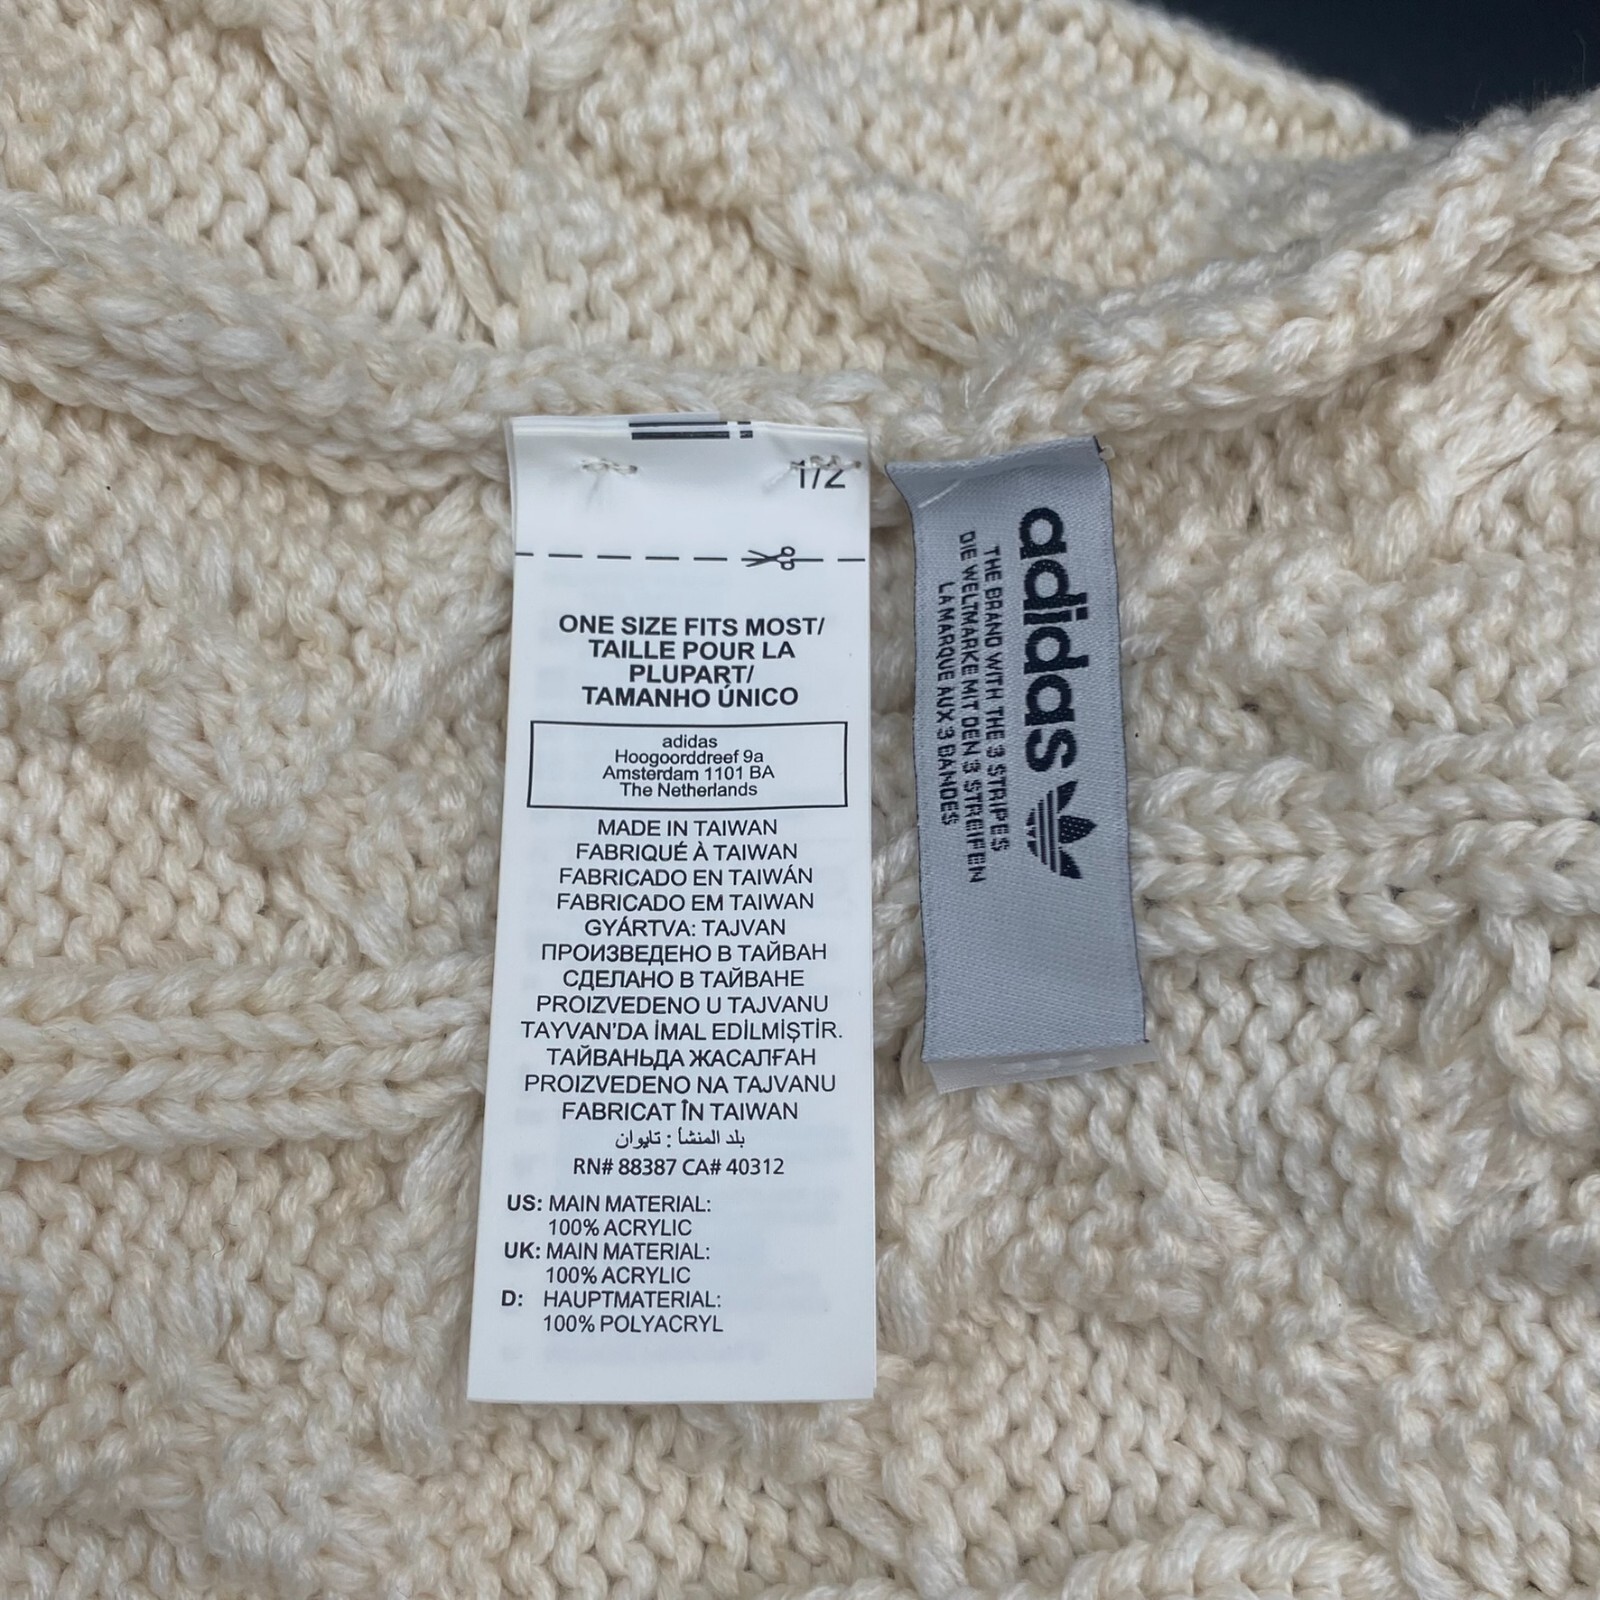 1/2
ONE SIZE FITS MOST/
TAILLE POUR LA
PLUPART/
TAMANHO ÚNICO
adidas
Hoogoorddreef 9a
Amsterdam 1101 BA
The Netherlands
MADE IN TAIWAN
FABRIQUÉ À TAIWAN
FABRICADO EN TAIWÁN
FABRICADO EM TAIWAN
GYÁRTVA: TAJVAN
ПРОИЗВЕДЕНО В ТАЙВАН
СДЕЛАНО В ТАЙВАНЕ
PROIZVEDENO U TAJVANU
TAYVAN'DA İMAL EDİLMİŞTİR.
ТАЙВАНЬДА ЖАСАЛҒАН
PROIZVEDENO NA TAJVANU
FABRICAT ÎN TAIWAN
بلد المنشأ : تايوان
RN# 88387 CA# 40312
US: MAIN MATERIAL:
100% ACRYLIC
UK: MAIN MATERIAL:
100% ACRYLIC
D: HAUPTMATERIAL:
100% POLYACRYL
adidas
THE BRAND WITH THE 3 STRIPES
DIE WELTMARKE MIT DEN 3 STREIFEN
LA MARQUE AUX 3 BANDES